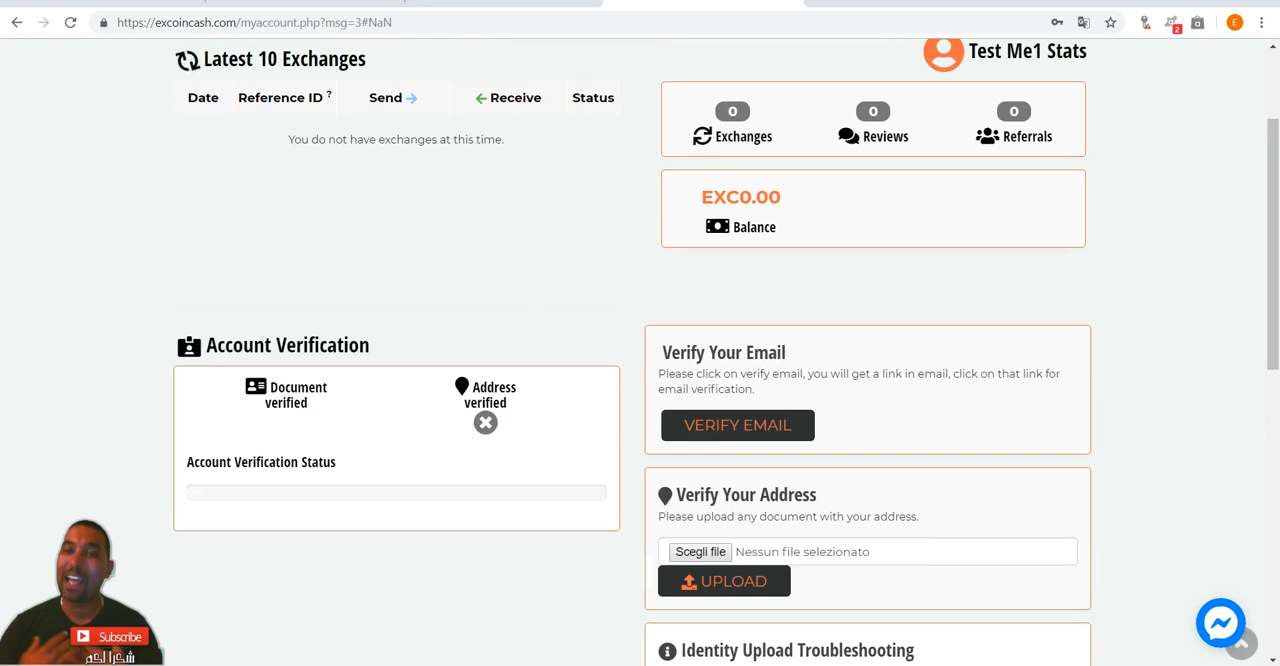 https://excoincash.com/myaccount.php?msg=3#NaN
2
E
Latest 10 Exchanges
Date Reference ID ? Send Receive Status
You do not have exchanges at this time.
Test Me1 Stats
0 0 0
Exchanges Reviews Referrals
EXC0.00
Balance
Account Verification
Document
verified
Address
verified
Account Verification Status
Verify Your Email
Please click on verify email, you will get a link in email, click on that link for
email verification.
VERIFY EMAIL
Verify Your Address
Please upload any document with your address.
Scegli file Nessun file selezionato
UPLOAD
Identity Upload Troubleshooting
Subscribe
شكرا لكم